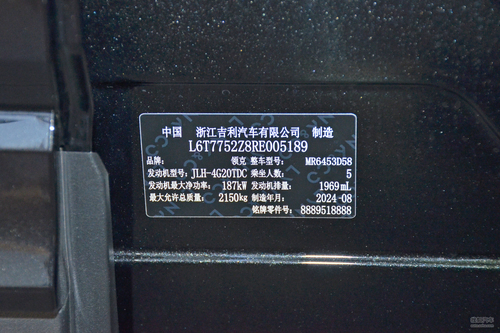 中国 浙江吉利汽车有限公司 制造
L6T7752Z8RE005189
品牌: 领克 整车型号: MR6453D58
发动机型号: JLH-4G20TDC 乘坐人数: 5
发动机最大净功率: 187kW 发动机排量: 1969mL
最大允许总质量: 2150kg 制造年月: 2024-08
铭牌零件号: 8889518888